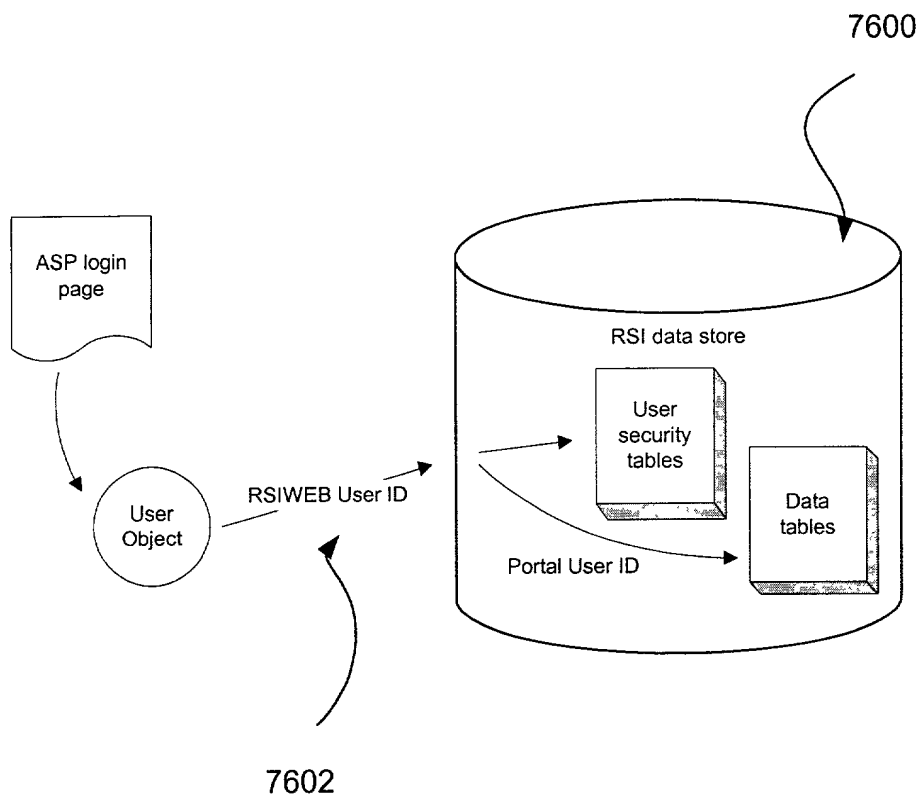 7600
ASP login
page
RSI data store
User
security
tables
RSIWEB User ID
User
Object
Data
tables
Portal User ID
7602